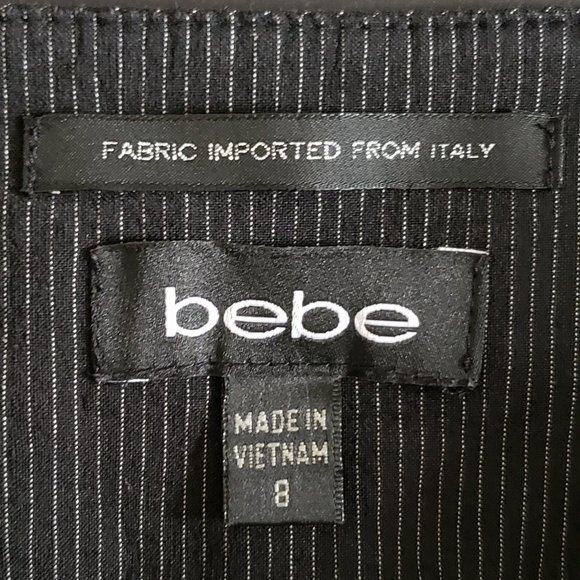 FABRIC IMPORTED FROM ITALY
bebe
MADE IN
VIETNAM
8